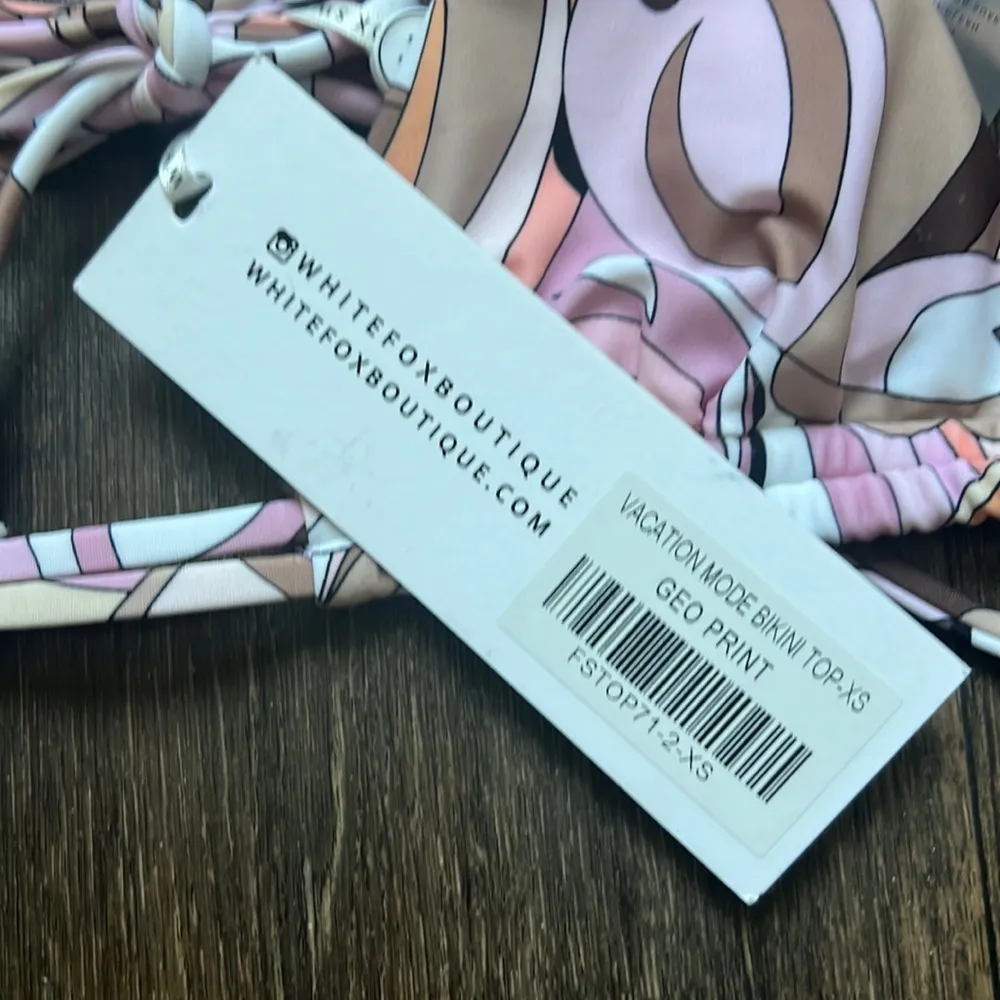 WHITEFOXBOUTIQUE
WHITEFOXBOUTIQUE.COM
VACATION MODE BIKINI TOP-XS
GEO PRINT
FSTOP71-2-XS